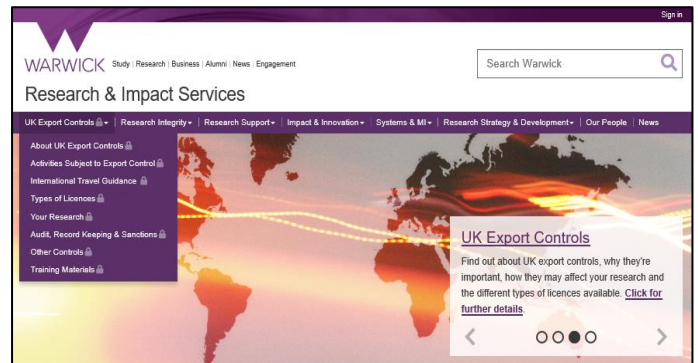 Sign in
WARWICK Study | Research | Business | Alumni | News | Engagement
Search Warwick
Research & Impact Services
UK Export Controls | Research Integrity | Research Support | Impact & Innovation | Systems & MI | Research Strategy & Development | Our People | News
About UK Export Controls
Activities Subject to Export Control
International Travel Guidance
Types of Licences
Your Research
Audit, Record Keeping & Sanctions
Other Controls
Training Materials
UK Export Controls
Find out about UK export controls, why they're
important, how they may affect your research and
the different types of licences available. Click for
further details.